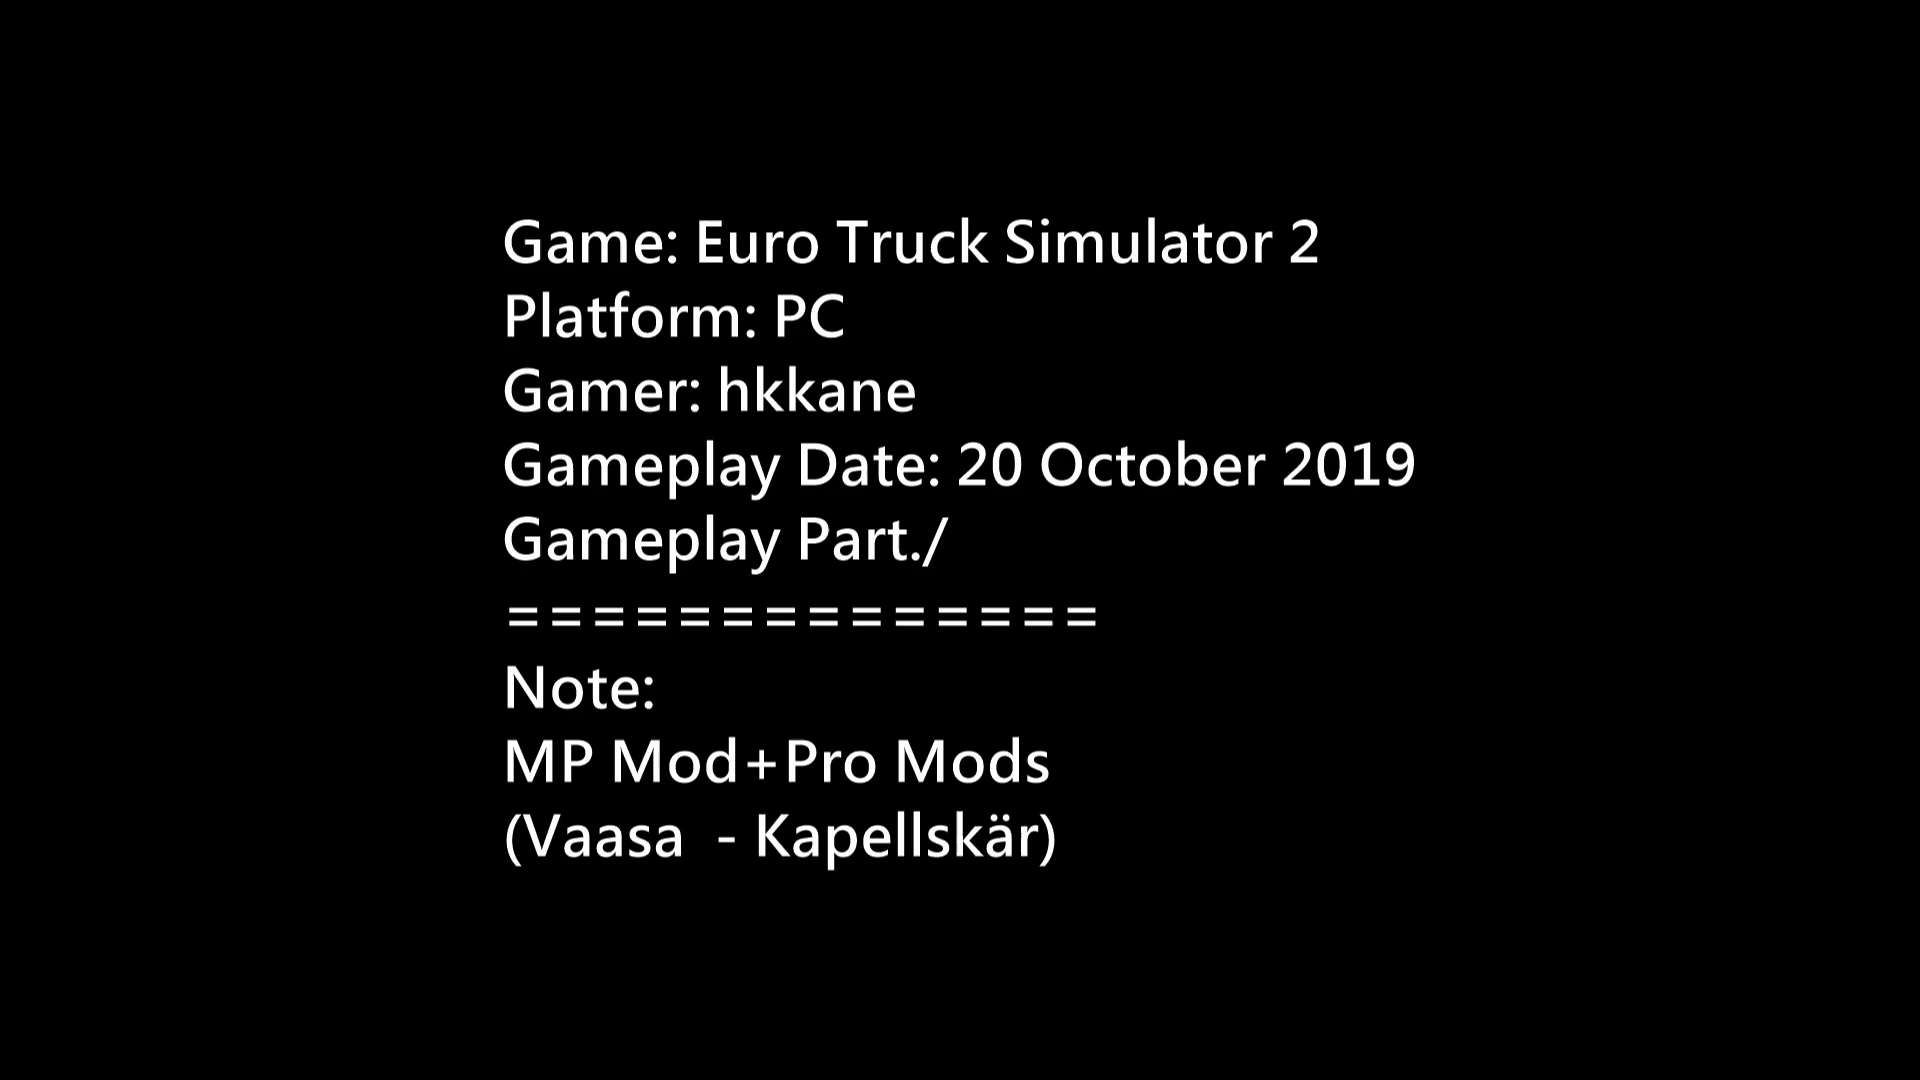 Game: Euro Truck Simulator 2
Platform: PC
Gamer: hkkane
Gameplay Date: 20 October 2019
Gameplay Part./
==============
Note:
MP Mod+Pro Mods
(Vaasa  - Kapellskär)